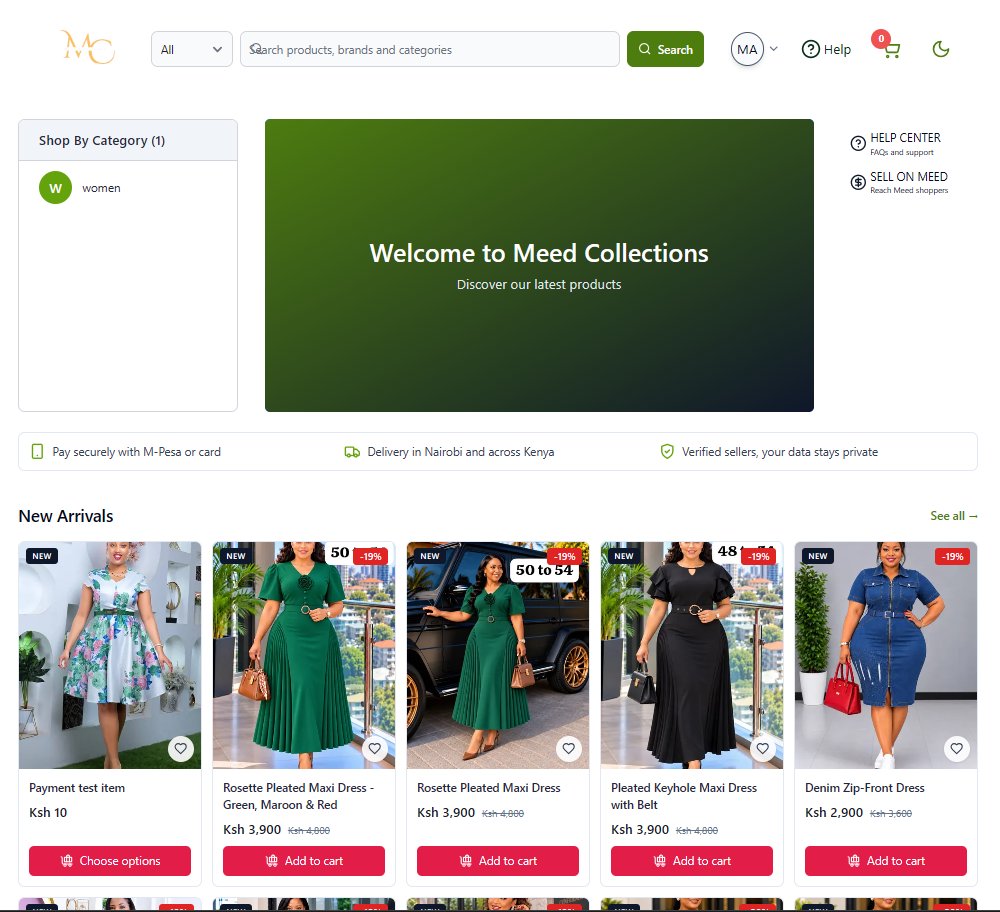 MC
All
Search products, brands and categories
Search
MA
Help
0
Shop By Category (1)
W
women
Welcome to Meed Collections
Discover our latest products
HELP CENTER
FAQs and support
SELL ON MEED
Reach Meed shoppers
Pay securely with M-Pesa or card
Delivery in Nairobi and across Kenya
Verified sellers, your data stays private
New Arrivals
See all →
NEW
Payment test item
Ksh 10
Choose options
NEW
50
-19%
Rosette Pleated Maxi Dress -
Green, Maroon & Red
Ksh 3,900 Ksh 4,800
Add to cart
NEW
-19%
50 to 54
Rosette Pleated Maxi Dress
Ksh 3,900 Ksh 4,800
Add to cart
NEW
48
-19%
Pleated Keyhole Maxi Dress
with Belt
Ksh 3,900 Ksh 4,800
Add to cart
NEW
-19%
Denim Zip-Front Dress
Ksh 2,900 Ksh 3,600
Add to cart